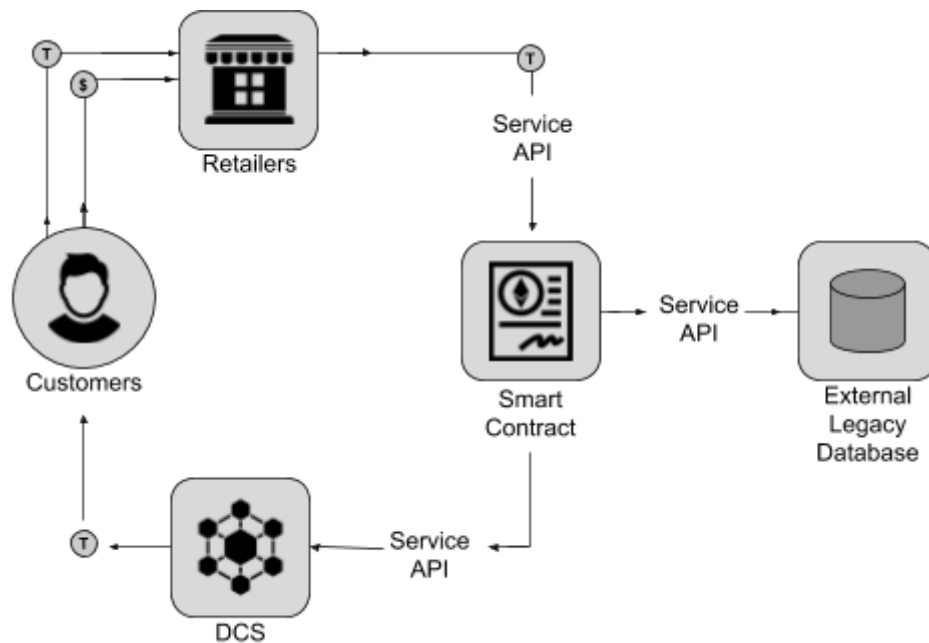 T
$
Retailers
T
Service
API
Customers
Smart
Contract
Service
API
External
Legacy
Database
T
Service
API
DCS